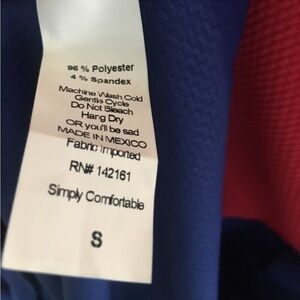 96 % Polyester
4 % Spandex
Machine Wash Cold
Gentle Cycle
Do Not Bleach
Hang Dry
OR you'll be sad
MADE IN MEXICO
Fabric Imported
RN# 142161
Simply Comfortable
S